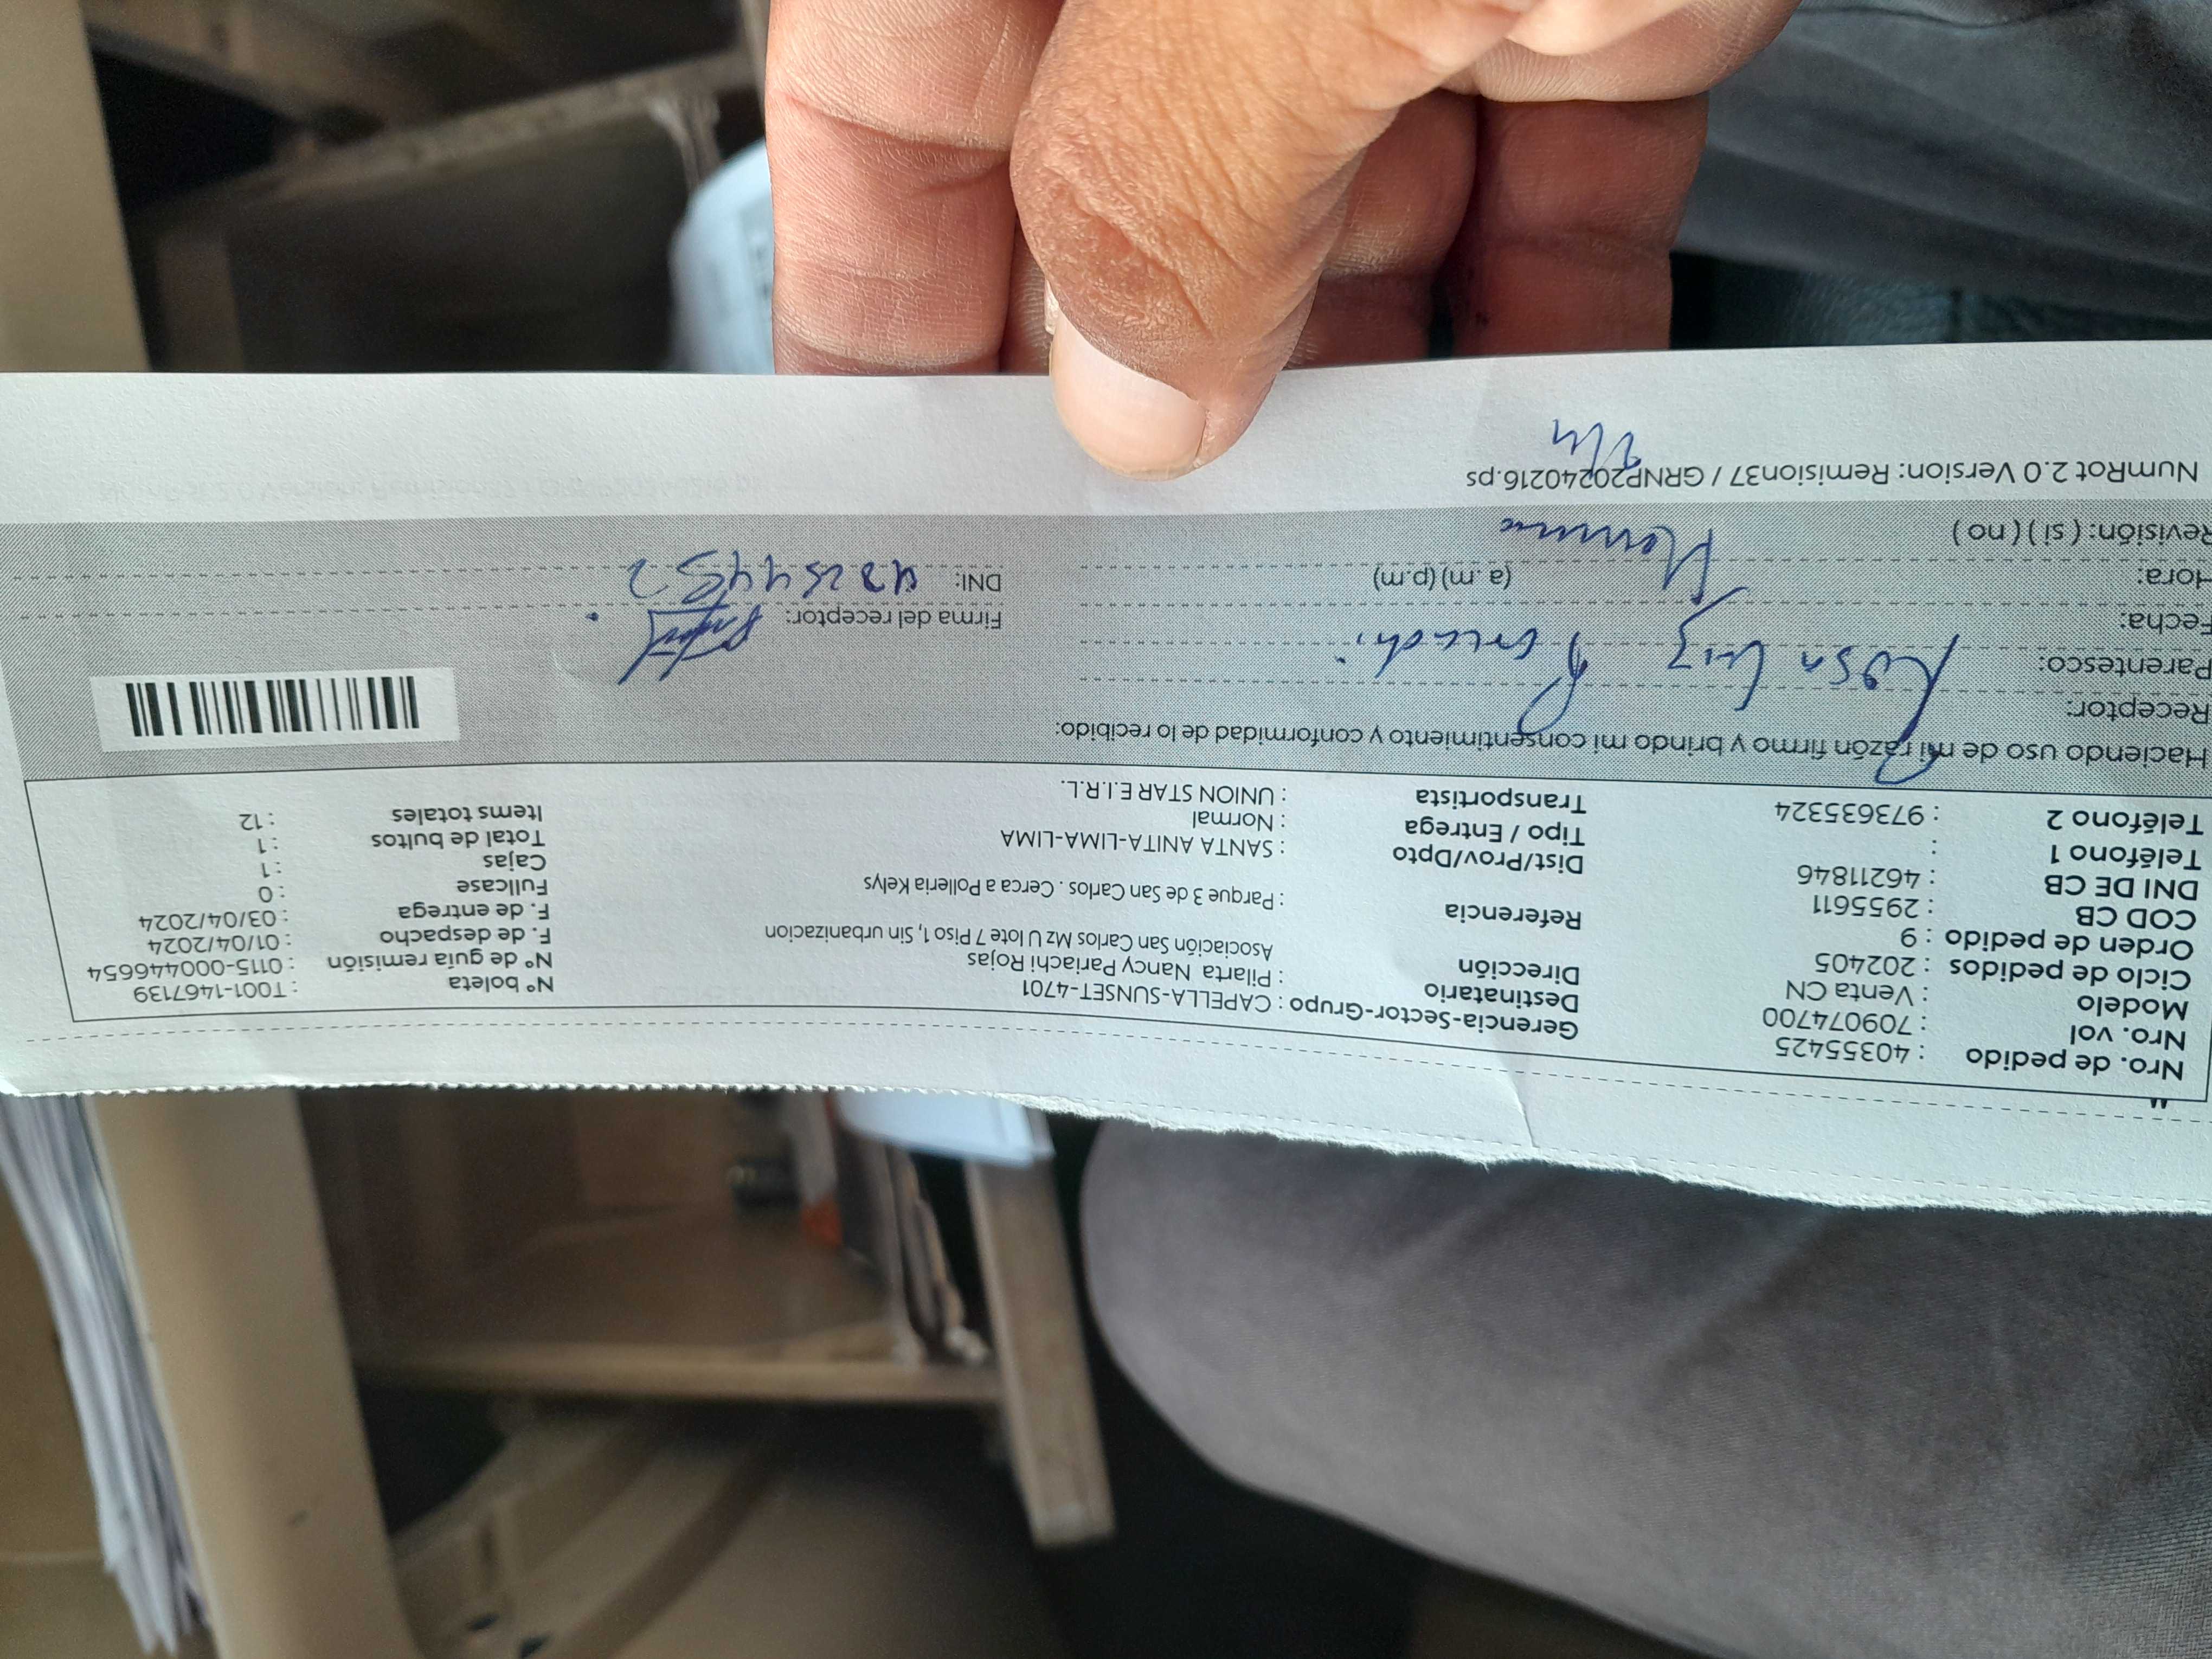 Nro. de pedido : 40355425
Nro. vol : 709074700
Modelo : Venta CN
Ciclo de pedidos : 202405
Orden de pedido : 9
COD CB : 2955611
DNI DE CB : 46211846
Teléfono 1 :
Teléfono 2 : 973635324
Gerencia-Sector-Grupo : CAPELLA-SUNSET-4701
Destinatario : Pilarta Nancy Pariachi Rojas
Dirección Asociación San Carlos Mz U lote 7 Piso 1, Sin urbanizacion
Referencia : Parque 3 de San Carlos . Cerca a Polleria Kelys
Dist/Prov/Dpto : SANTA ANITA-LIMA-LIMA
Tipo / Entrega : Normal
Transportista : UNION STAR E.I.R.L.
N° boleta : T001-1467139
N° de guía remisión : 0115-000446654
F. de despacho : 01/04/2024
F. de entrega : 03/04/2024
Fullcase : 0
Cajas : 1
Total de bultos : 1
Items totales : 12
Haciendo uso de mi razón firmo y brindo mi consentimiento y conformidad de lo recibido:
Receptor:
Parentesco: Rosa Luz Pariachi
Fecha:
Hora: (a.m) (p.m)
Revisión: ( si ) ( no ) Hermana
Firma del receptor:
DNI: 43254452
NumRot 2.0 Version: Remision37 / GRNP20240216.ps